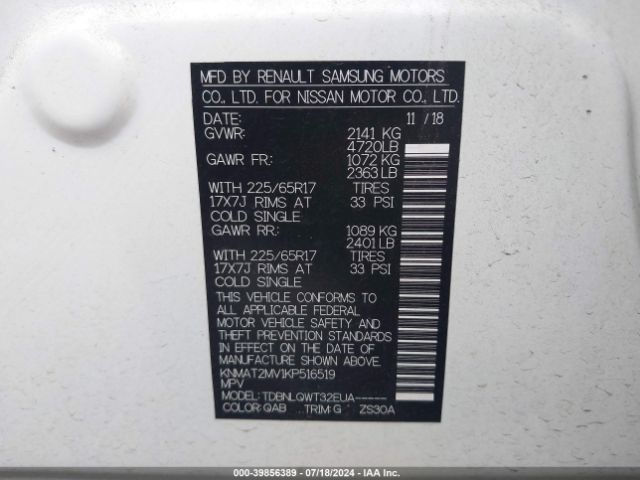 MFD BY RENAULT SAMSUNG MOTORS
CO., LTD. FOR NISSAN MOTOR CO., LTD.
DATE: 11 /18
GVWR: 2141 KG
4720LB
GAWR FR: 1072 KG
2363LB
WITH 225/65R17 TIRES
17X7J RIMS AT 33 PSI
COLD SINGLE
GAWR RR: 1089 KG
2401LB
WITH 225/65R17 TIRES
17X7J RIMS AT 33 PSI
COLD SINGLE
THIS VEHICLE CONFORMS TO
ALL APPLICABLE FEDERAL
MOTOR VEHICLE SAFETY AND
THEFT PREVENTION STANDARDS
IN EFFECT ON THE DATE OF
MANUFACTURE SHOWN ABOVE.
KNMAT2MV1KP516519
MPV
MODEL: TDBNLQWT32EUA-----
COLOR: QAB TRIM: G ZS30A
000-39856389 - 07/18/2024 - IAA Inc.